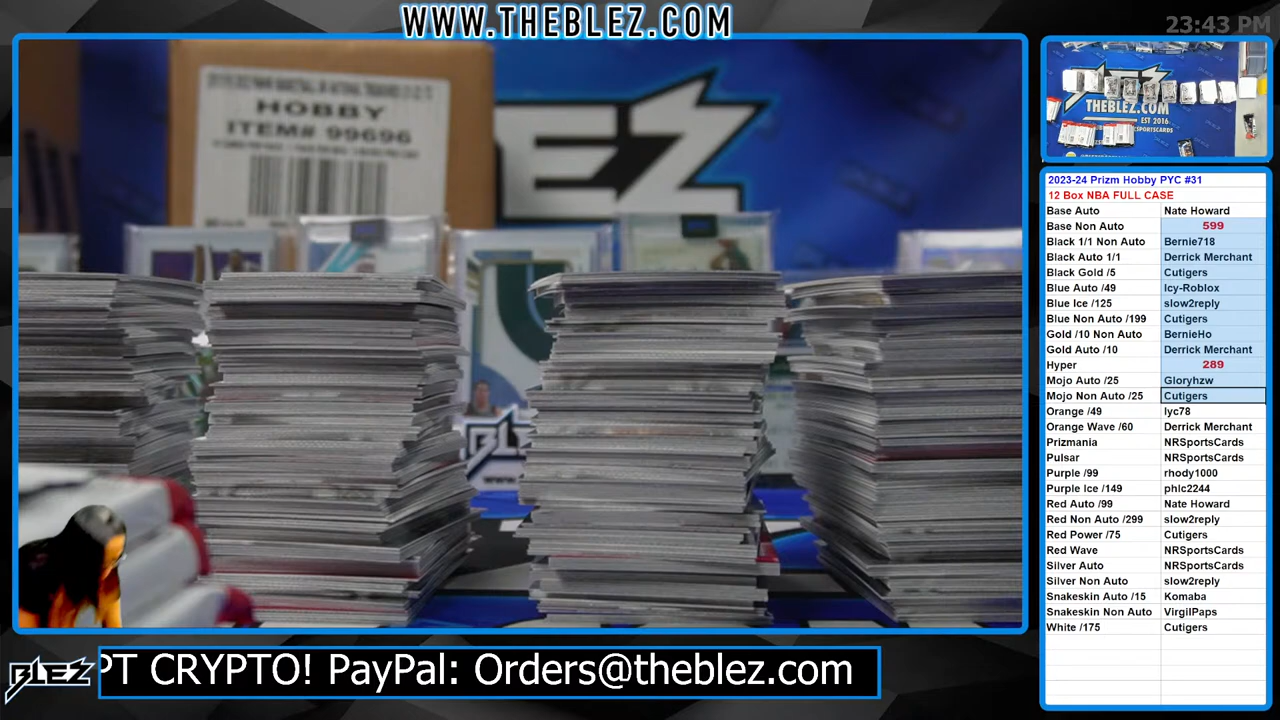 WWW.THEBLEZ.COM
23:43 PM
HOBBY
ITEM# 99696
EZ
THEBLEZ.COM
EST 2016
2023-24 Prizm Hobby PYC #31
12 Box NBA FULL CASE
Base Auto Nate Howard
Base Non Auto 599
Black 1/1 Non Auto Bernie718
Black Auto 1/1 Derrick Merchant
Black Gold /5 Cutigers
Blue Auto /49 Icy-Roblox
Blue Ice /125 slow2reply
Blue Non Auto /199 Cutigers
Gold /10 Non Auto BernieHo
Gold Auto /10 Derrick Merchant
Hyper 289
Mojo Auto /25 Gloryhzw
Mojo Non Auto /25 Cutigers
Orange /49 lyc78
Orange Wave /60 Derrick Merchant
Prizmania NRSportsCards
Pulsar NRSportsCards
Purple /99 rhody1000
Purple Ice /149 phlc2244
Red Auto /99 Nate Howard
Red Non Auto /299 slow2reply
Red Power /75 Cutigers
Red Wave NRSportsCards
Silver Auto NRSportsCards
Silver Non Auto slow2reply
Snakeskin Auto /15 Komaba
Snakeskin Non Auto VirgilPaps
White /175 Cutigers
BLEZ
PT CRYPTO! PayPal: Orders@theblez.com